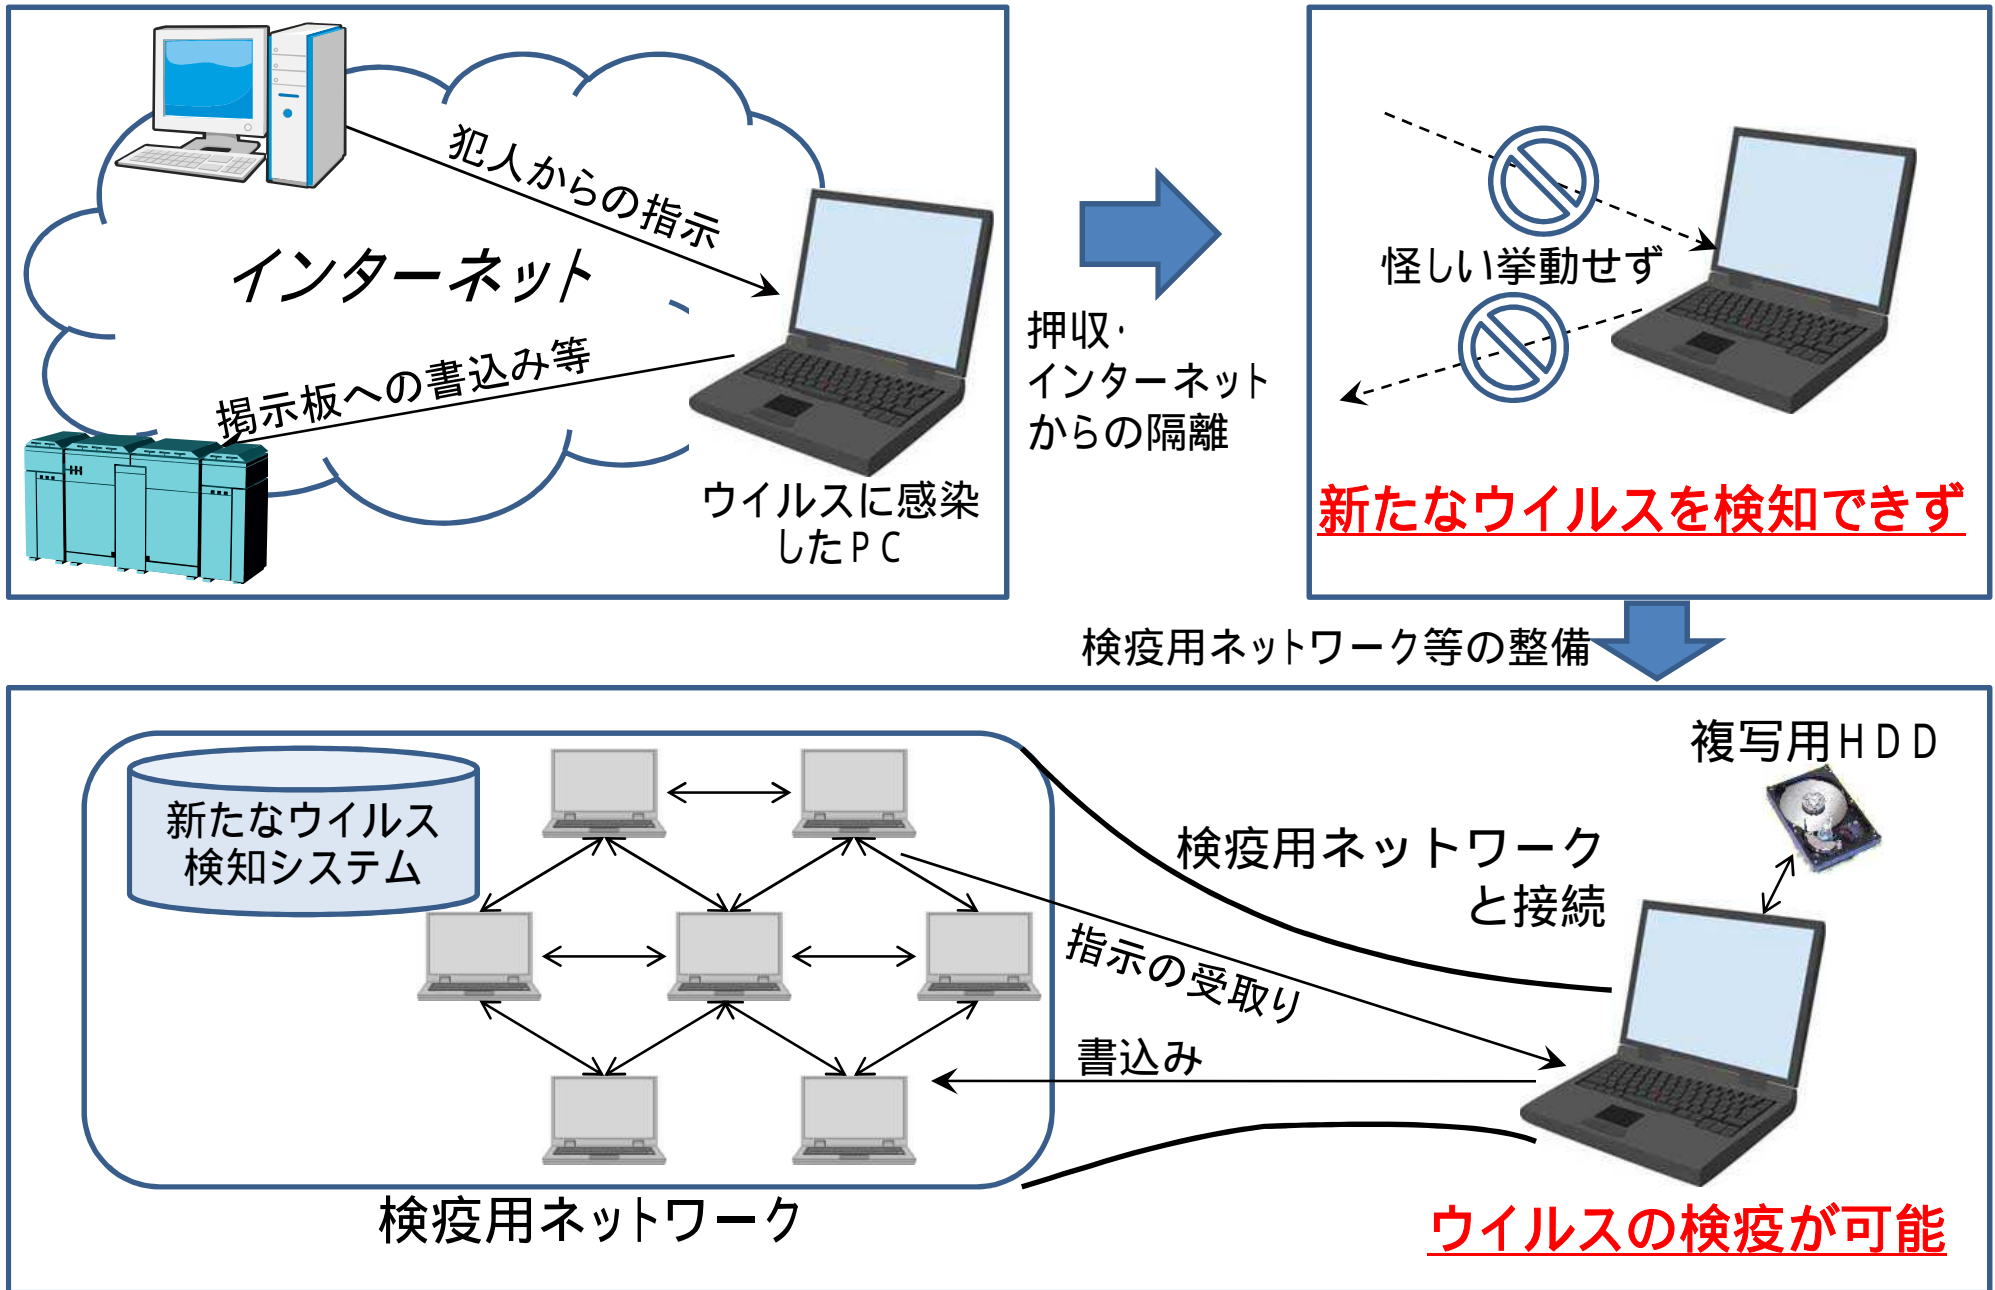 犯人からの指示
インターネット
掲示板への書込み等
ウイルスに感染
したＰＣ
押収・
インターネット
からの隔離
怪しい挙動せず
新たなウイルスを検知できず
検疫用ネットワーク等の整備
新たなウイルス
検知システム
複写用ＨＤＤ
検疫用ネットワーク
と接続
指示の受取り
書込み
検疫用ネットワーク
ウイルスの検疫が可能